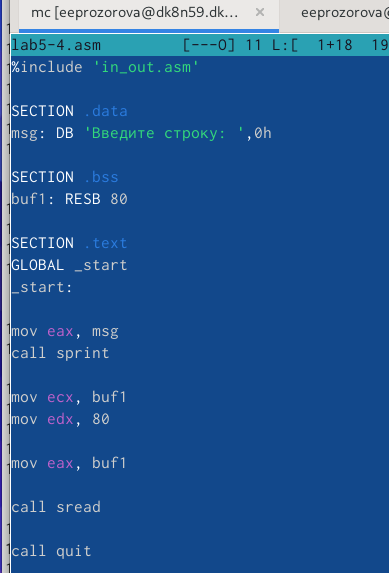 mc [eeprozorova@dk8n59.dk...
eeprozorova@
lab5-4.asm [---O] 11 L:[ 1+18 19
%include 'in_out.asm'
SECTION .data
msg: DB 'Введите строку: ',0h
SECTION .bss
buf1: RESB 80
SECTION .text
GLOBAL _start
_start:
mov eax, msg
call sprint
mov ecx, buf1
mov edx, 80
mov eax, buf1
call sread
call quit